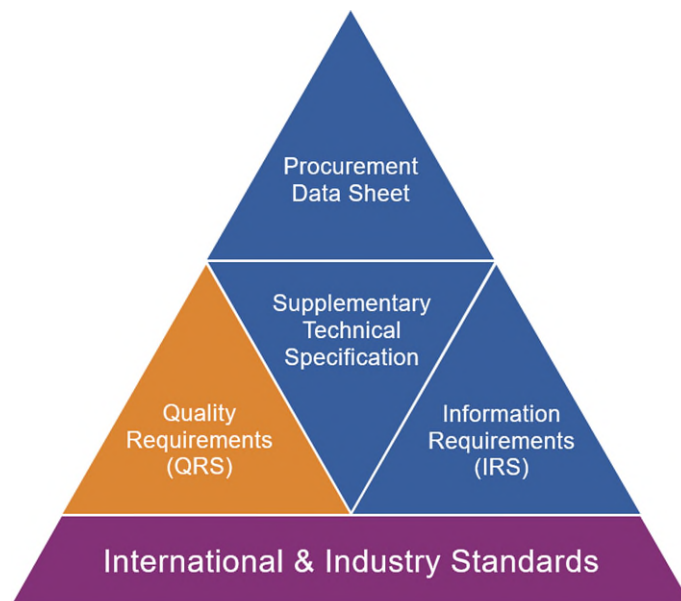 Procurement
Data Sheet
Supplementary
Technical
Specification
Quality
Requirements
(QRS)
Information
Requirements
(IRS)
International & Industry Standards